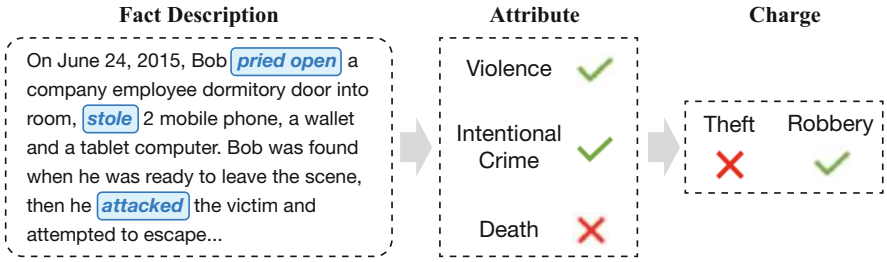 Fact Description
On June 24, 2015, Bob pried open a
company employee dormitory door into
room, stole 2 mobile phone, a wallet
and a tablet computer. Bob was found
when he was ready to leave the scene,
then he attacked the victim and
attempted to escape...
Attribute
Violence
Intentional
Crime
Death
Charge
Theft Robbery